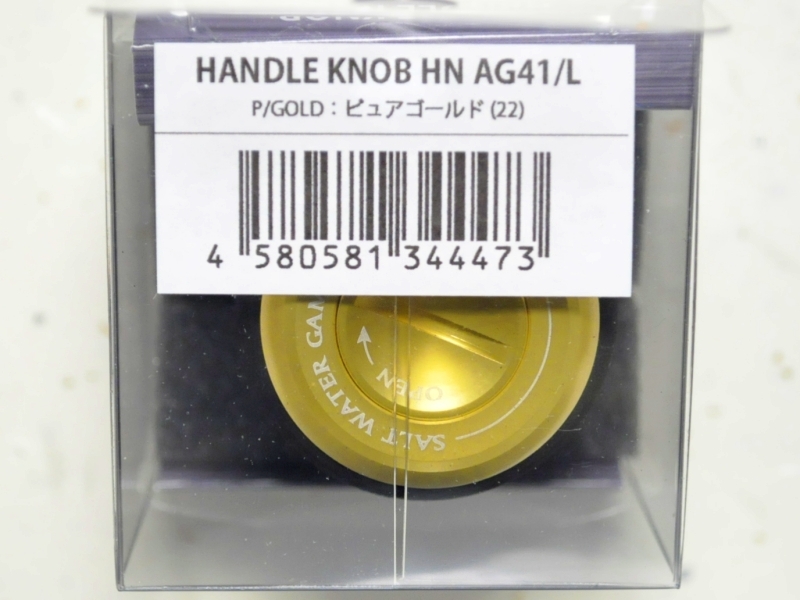 HANDLE KNOB HN AG41/L
P/GOLD：ピュアゴールド (22)
4 580581 344473
OPEN
SALT WATER